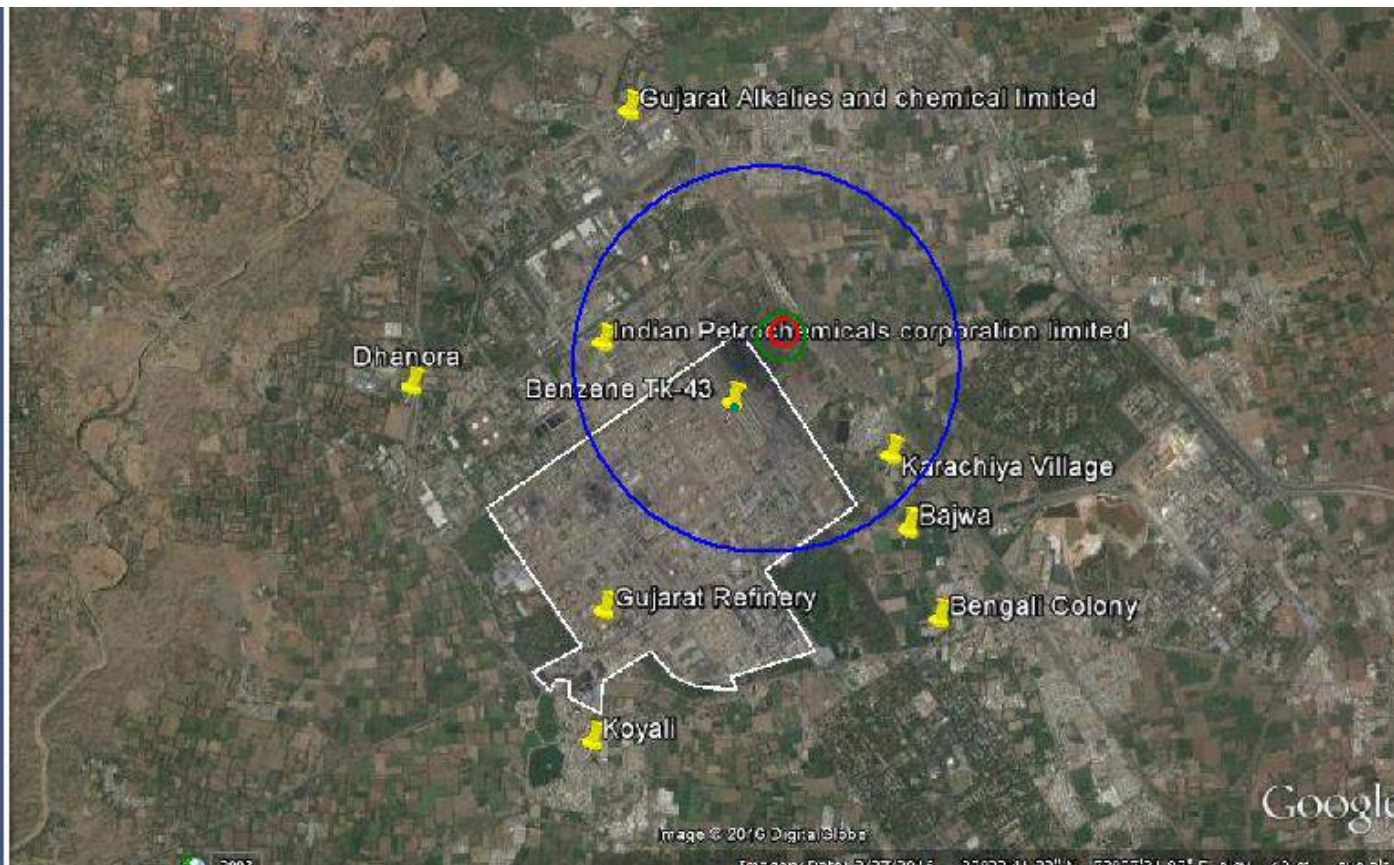 Gujarat Alkalies and chemical limited
Indian Petrochemicals corporation limited
Dhanora
Benzene Tk-43
Karachiya Village
Bajwa
Gujarat Refinery
Bengali Colony
Koyali
Google
Image © 2016 DigitalGlobe
2003